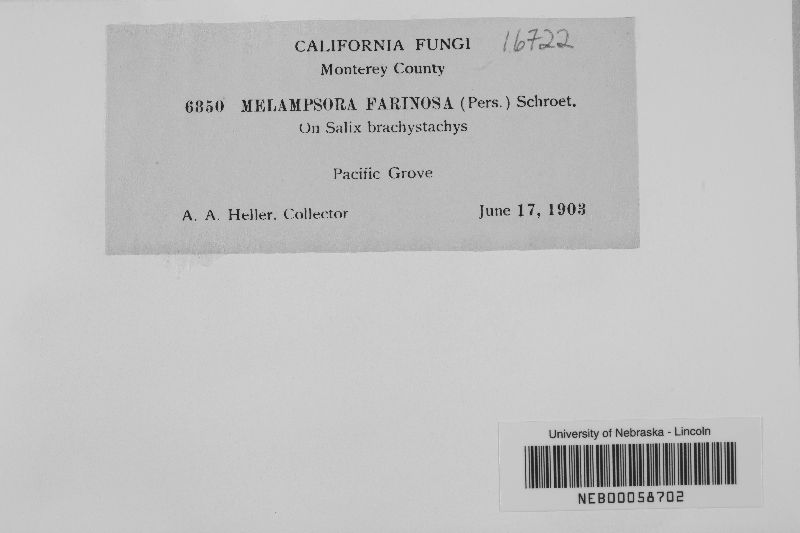 CALIFORNIA FUNGI 16722
Monterey County
6850 MELAMPSORA FARINOSA (Pers.) Schroet.
On Salix brachystachys
Pacific Grove
A. A. Heller, Collector June 17, 1903
University of Nebraska - Lincoln
NEB00058702